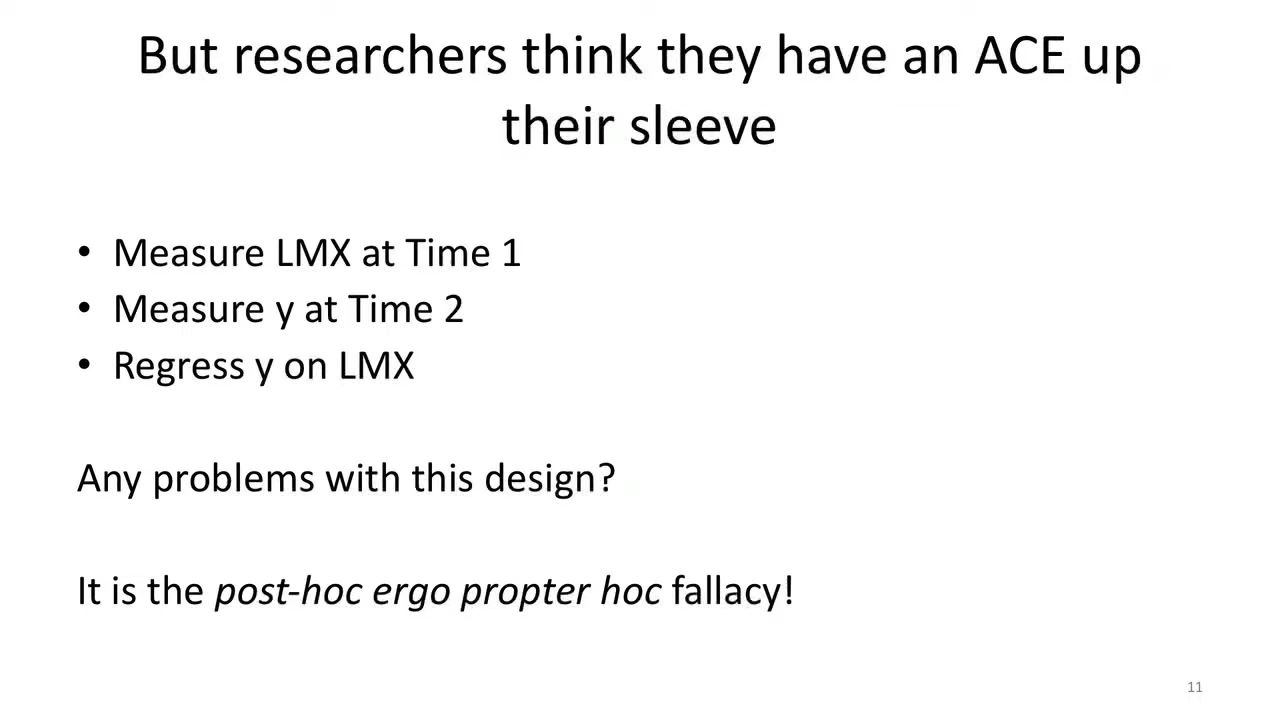 But researchers think they have an ACE up
their sleeve
• Measure LMX at Time 1
• Measure y at Time 2
• Regress y on LMX
Any problems with this design?
It is the post-hoc ergo propter hoc fallacy!
11